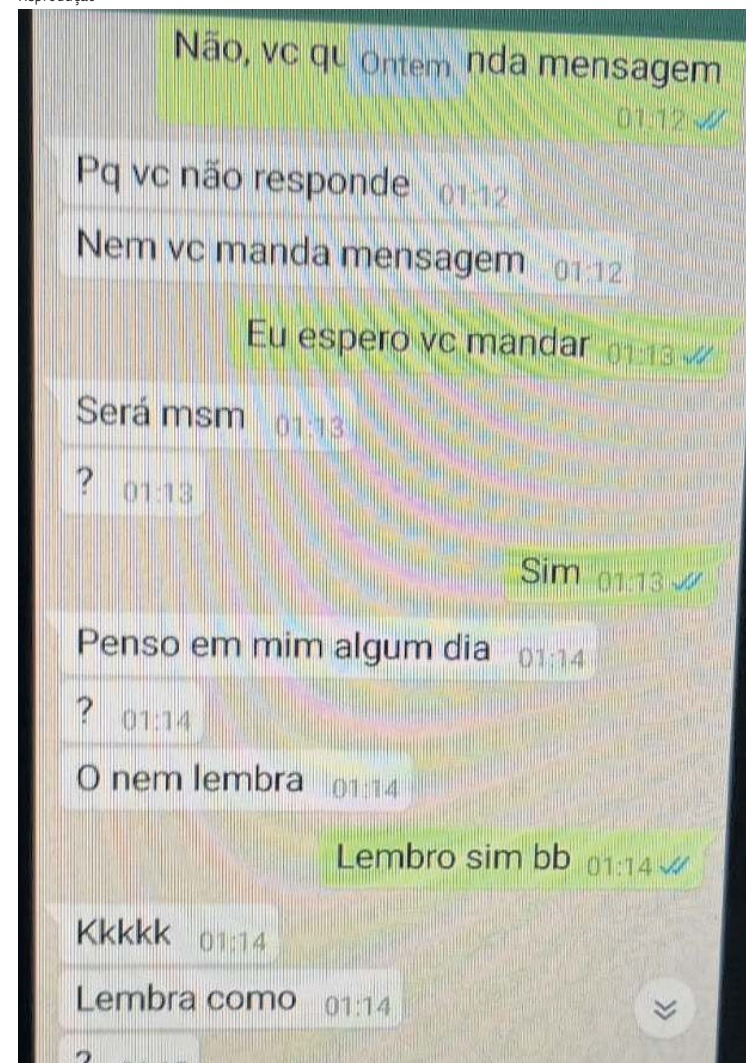 Não, vc qu Ontem nda mensagem
01:12
Pq vc não responde 01:12
Nem vc manda mensagem 01:12
Eu espero vc mandar 01:13
Será msm 01:13
? 01:13
Sim 01:13
Penso em mim algum dia 01:14
? 01:14
O nem lembra 01:14
Lembro sim bb 01:14
Kkkkk 01:14
Lembra como 01:14
?